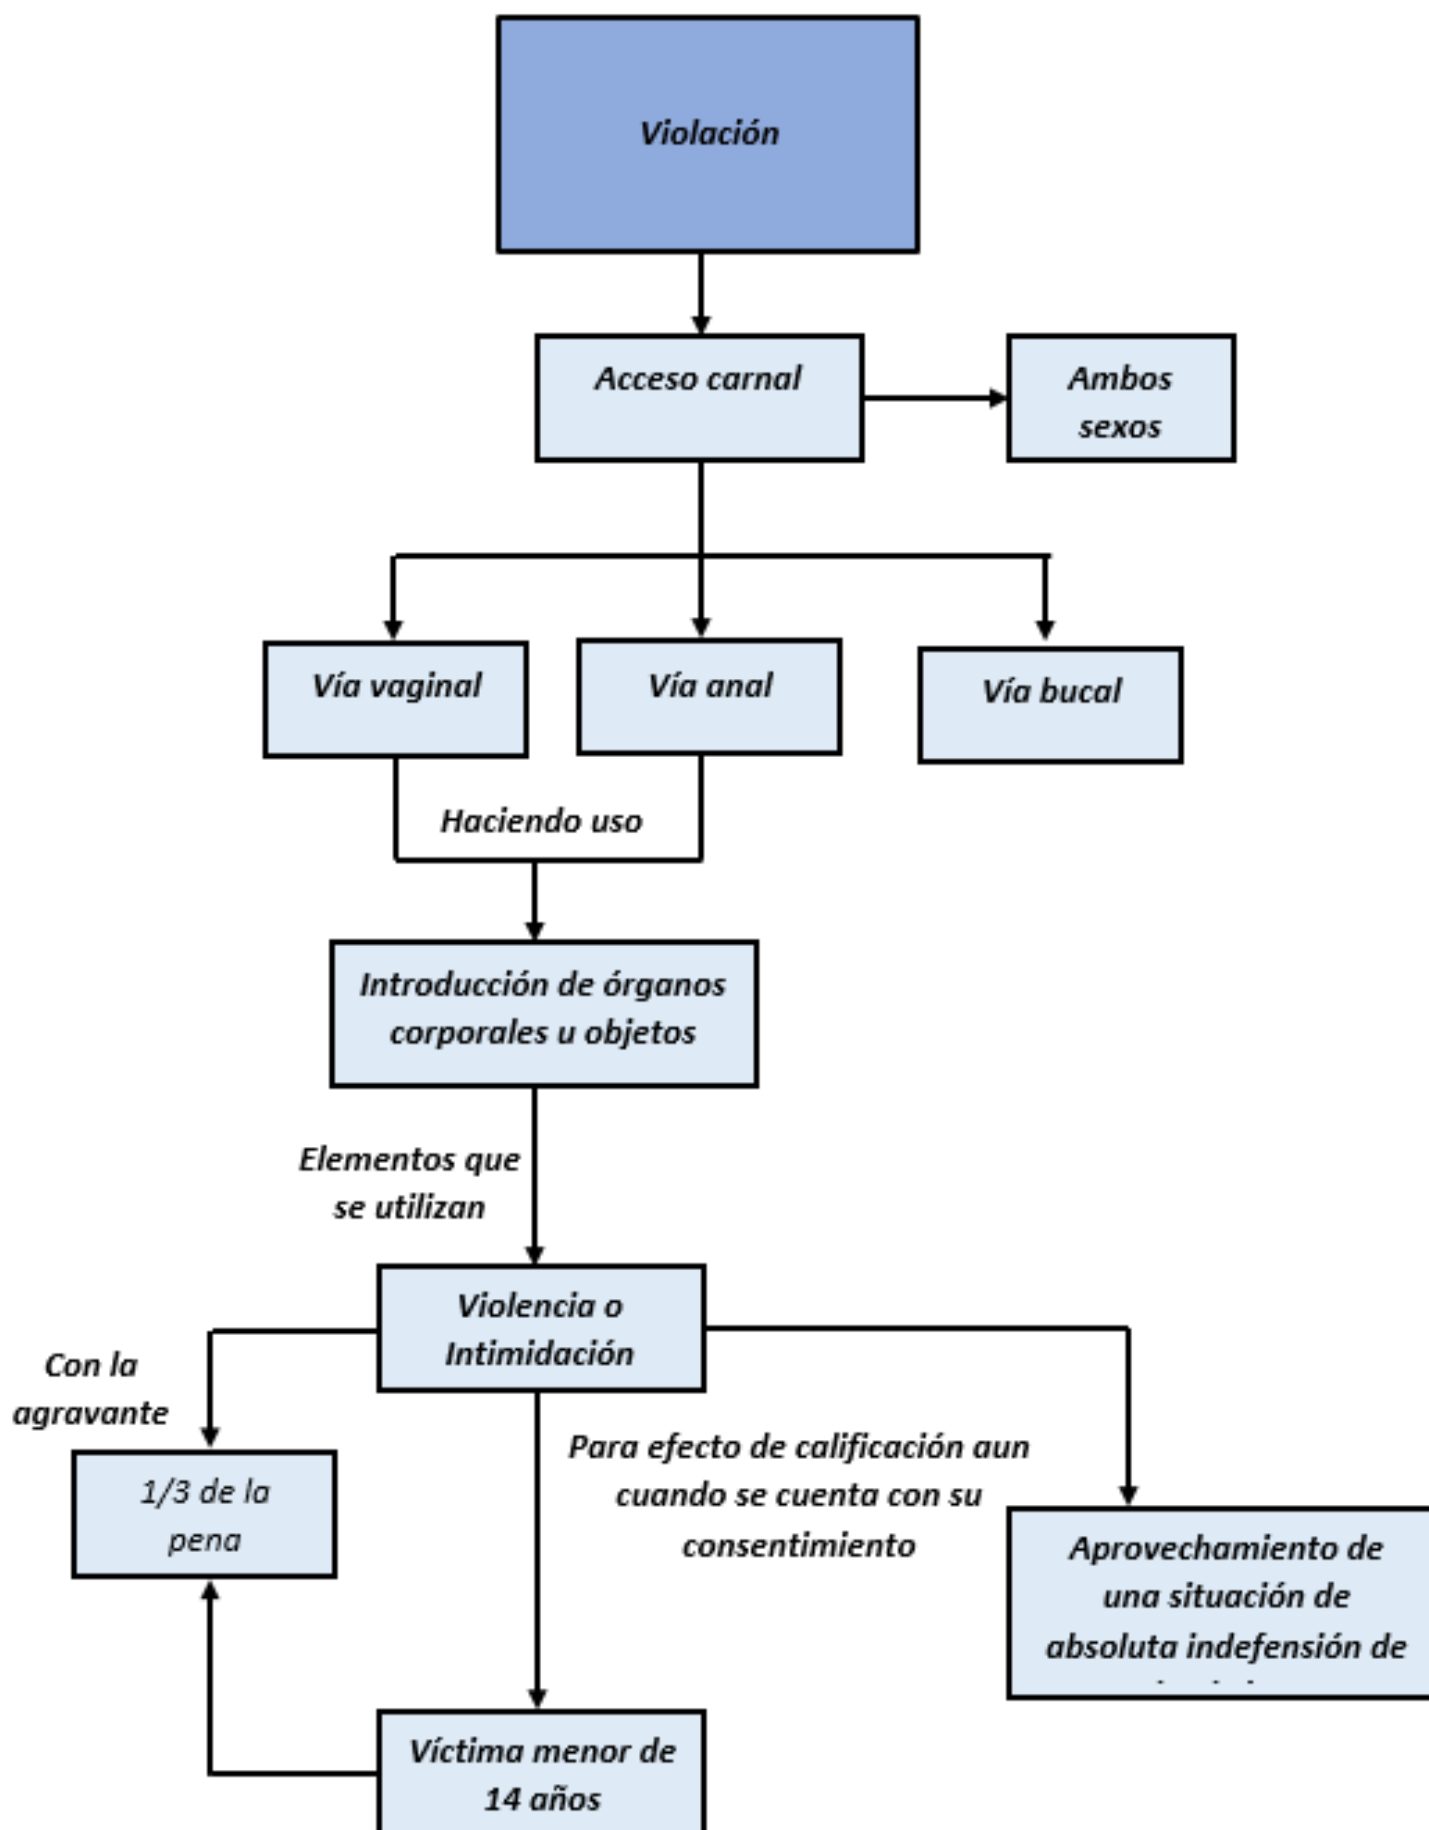 Violación
Acceso carnal
Ambos
sexos
Vía vaginal
Vía anal
Vía bucal
Haciendo uso
Introducción de órganos
corporales u objetos
Elementos que
se utilizan
Violencia o
Intimidación
Con la
agravante
1/3 de la
pena
Para efecto de calificación aun
cuando se cuenta con su
consentimiento
Aprovechamiento de
una situación de
absoluta indefensión de
Víctima menor de
14 años